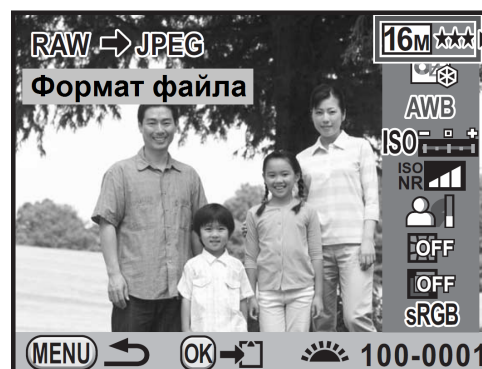 RAW JPEG
16M
Формат файла
AWB
ISO
ISO
NR
OFF
OFF
sRGB
MENU OK 100-0001